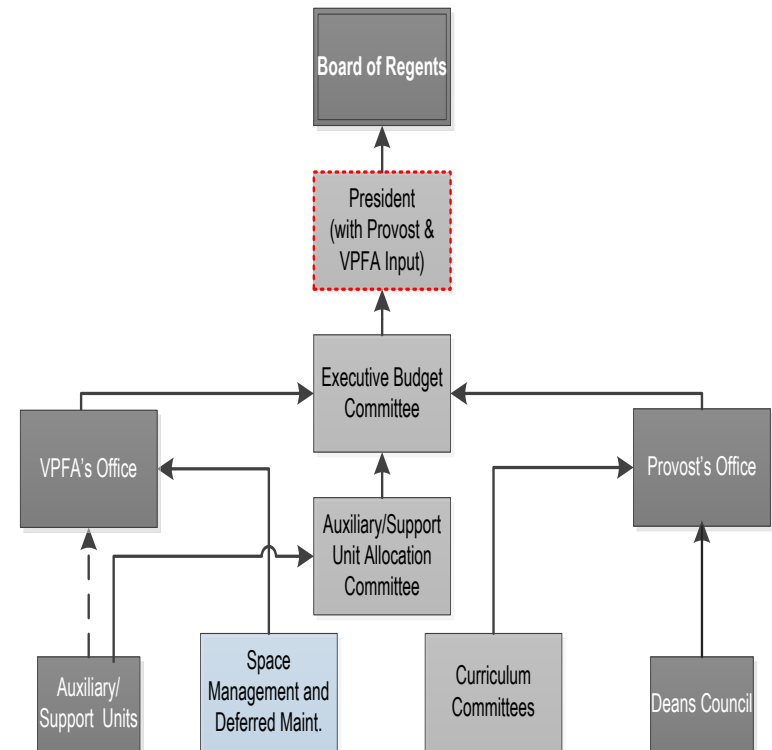 Board of Regents
President
(with Provost &
VPFA Input)
Executive Budget
Committee
VPFA's Office
Provost's Office
Auxiliary/Support
Unit Allocation
Committee
Auxiliary/
Support Units
Space
Management and
Deferred Maint.
Curriculum
Committees
Deans Council